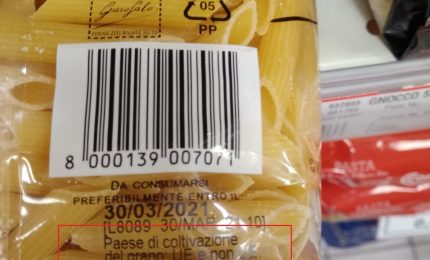 Garofalo
05
PP
8 000139 007071
DA CONSUMARSI
PREFERIBILMENTE ENTRO IL:
30/03/2021
[L8089 30/MAR 21:10]
Paese di coltivazione
del grano: UE e non
GNOCCO S
PASTA